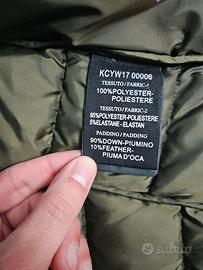 KCYW17 00006
TESSUTO / FABRIC-1
100%POLYESTER-
POLIESTERE
TESSUTO / FABRIC-2
95%POLYESTER-POLIESTERE
5%ELASTANE - ELASTAN
PADDING / PADDING
90%DOWN-PIUMINO
10%FEATHER-
PIUMA D'OCA
subito